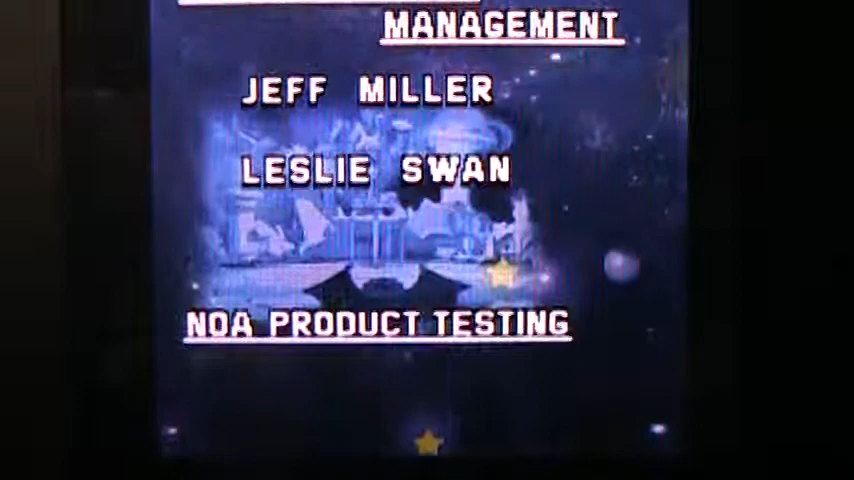 MANAGEMENT
JEFF MILLER
LESLIE SWAN
NOA PRODUCT TESTING